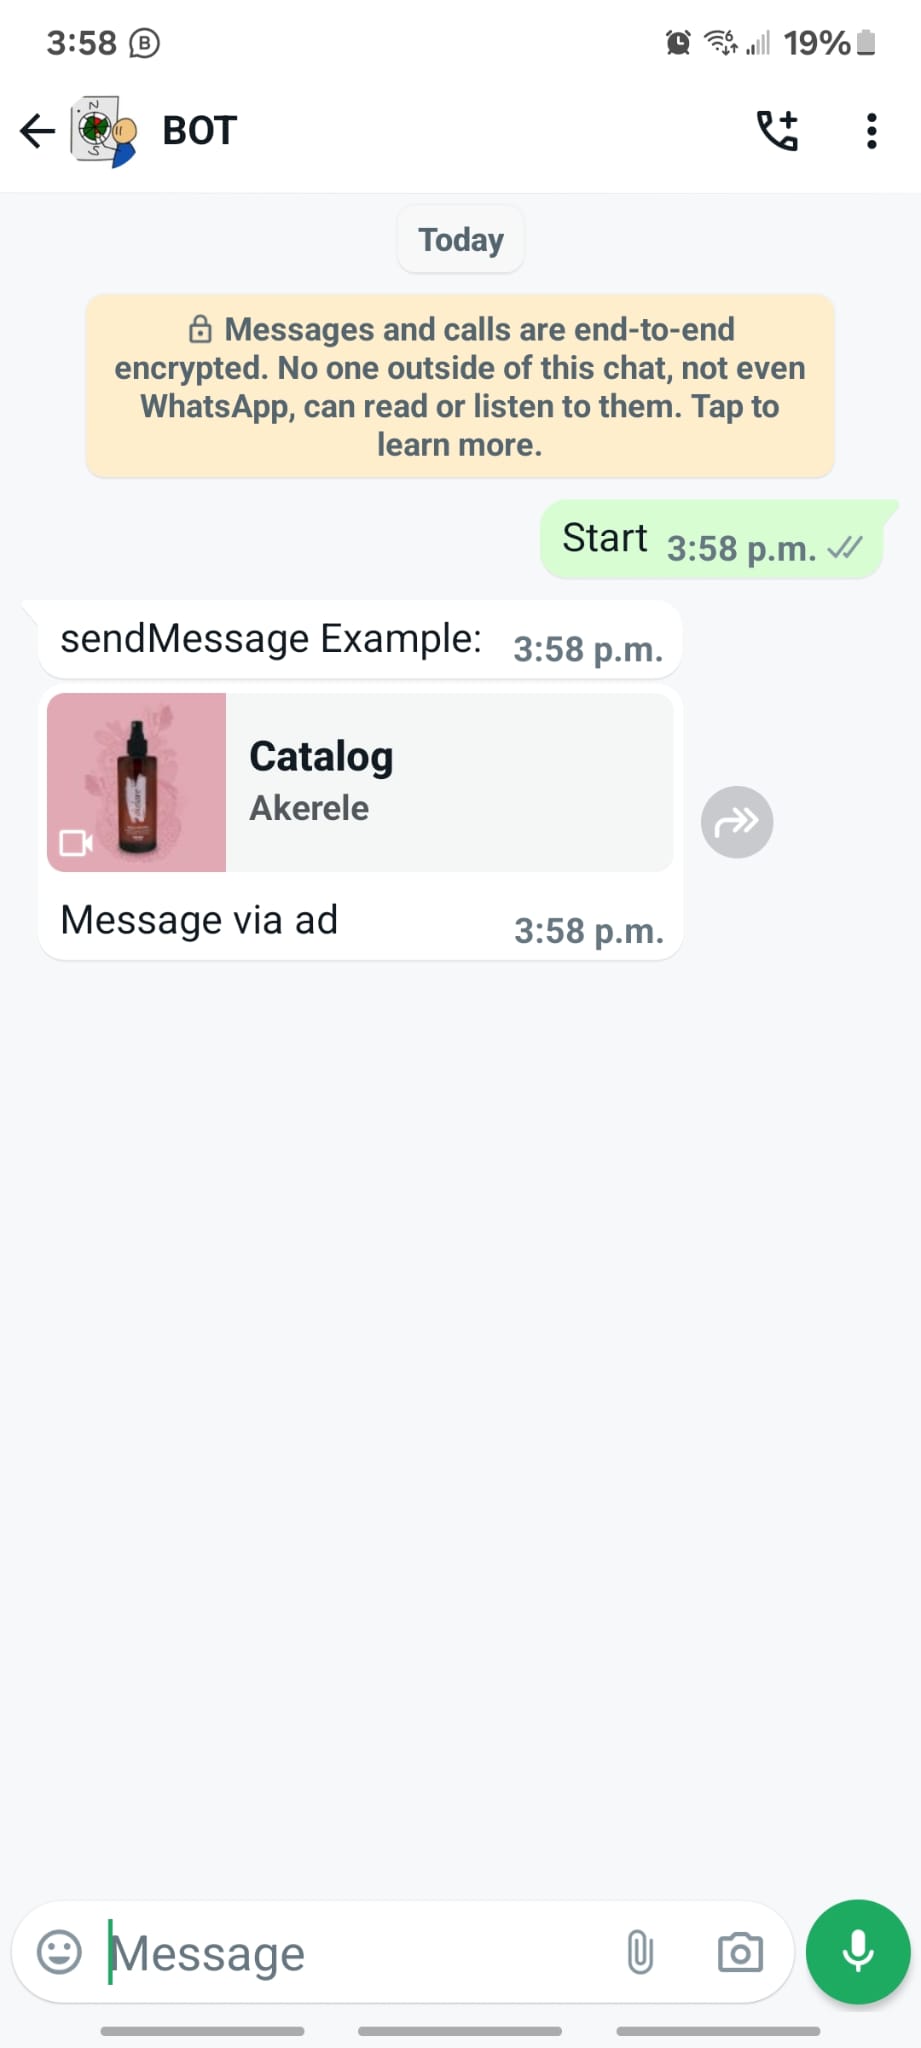 3:58 B 19%
BOT
Today
Messages and calls are end-to-end
encrypted. No one outside of this chat, not even
WhatsApp, can read or listen to them. Tap to
learn more.
Start 3:58 p.m.
sendMessage Example: 3:58 p.m.
Catalog
Akerele
Message via ad 3:58 p.m.
Message